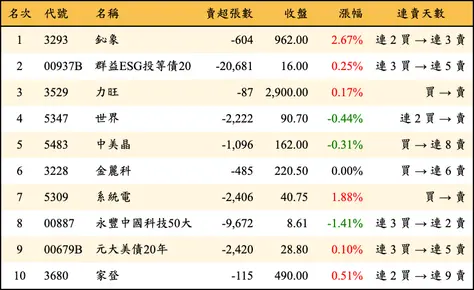 名次 代號 名稱 賣超張數 收盤 漲幅 連賣天數
1 3293 鈊象 -604 962.00 2.67% 連 2 買 → 連 3 賣
2 00937B 群益ESG投等債20 -20,681 16.00 0.25% 連 3 買 → 連 5 賣
3 3529 力旺 -87 2,900.00 0.17% 買 → 賣
4 5347 世界 -2,222 90.70 -0.44% 連 2 買 → 賣
5 5483 中美晶 -1,096 162.00 -0.31% 買 → 連 8 賣
6 3228 金麗科 -485 220.50 0.00% 買 → 連 6 賣
7 5309 系統電 -2,406 40.75 1.88% 買 → 賣
8 00887 永豐中國科技50大 -9,672 8.61 -1.41% 連 3 買 → 連 2 賣
9 00679B 元大美債20年 -2,420 28.80 0.10% 連 3 買 → 連 5 賣
10 3680 家登 -115 490.00 0.51% 連 2 買 → 連 9 賣